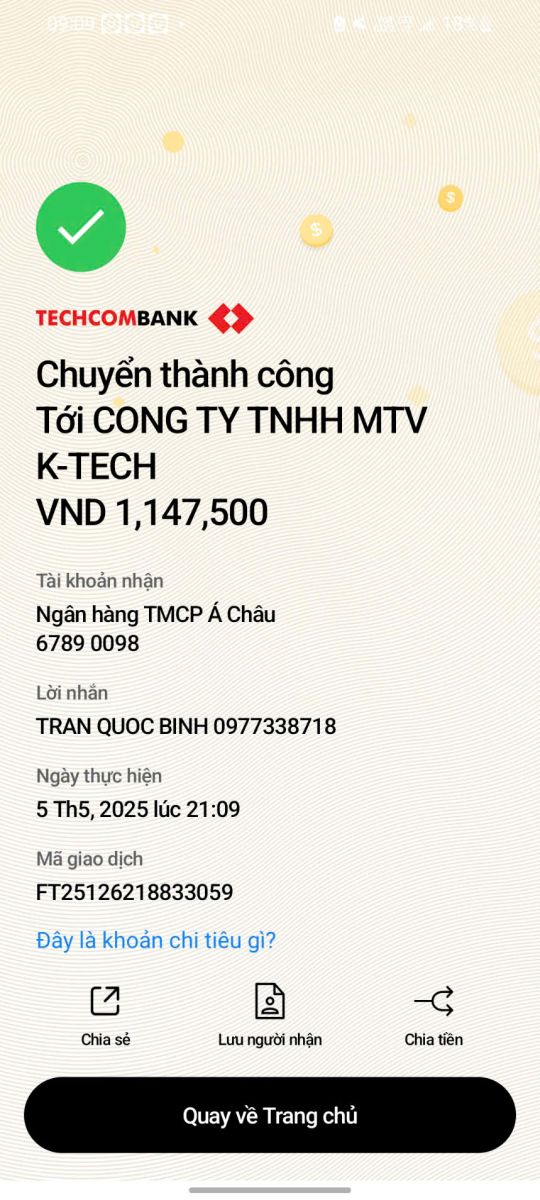 09:09
18%
TECHCOMBANK
Chuyển thành công
Tới CONG TY TNHH MTV
K-TECH
VND 1,147,500
Tài khoản nhận
Ngân hàng TMCP Á Châu
6789 0098
Lời nhắn
TRAN QUOC BINH 0977338718
Ngày thực hiện
5 Th5, 2025 lúc 21:09
Mã giao dịch
FT25126218833059
Đây là khoản chi tiêu gì?
Chia sẻ Lưu người nhận Chia tiền
Quay về Trang chủ